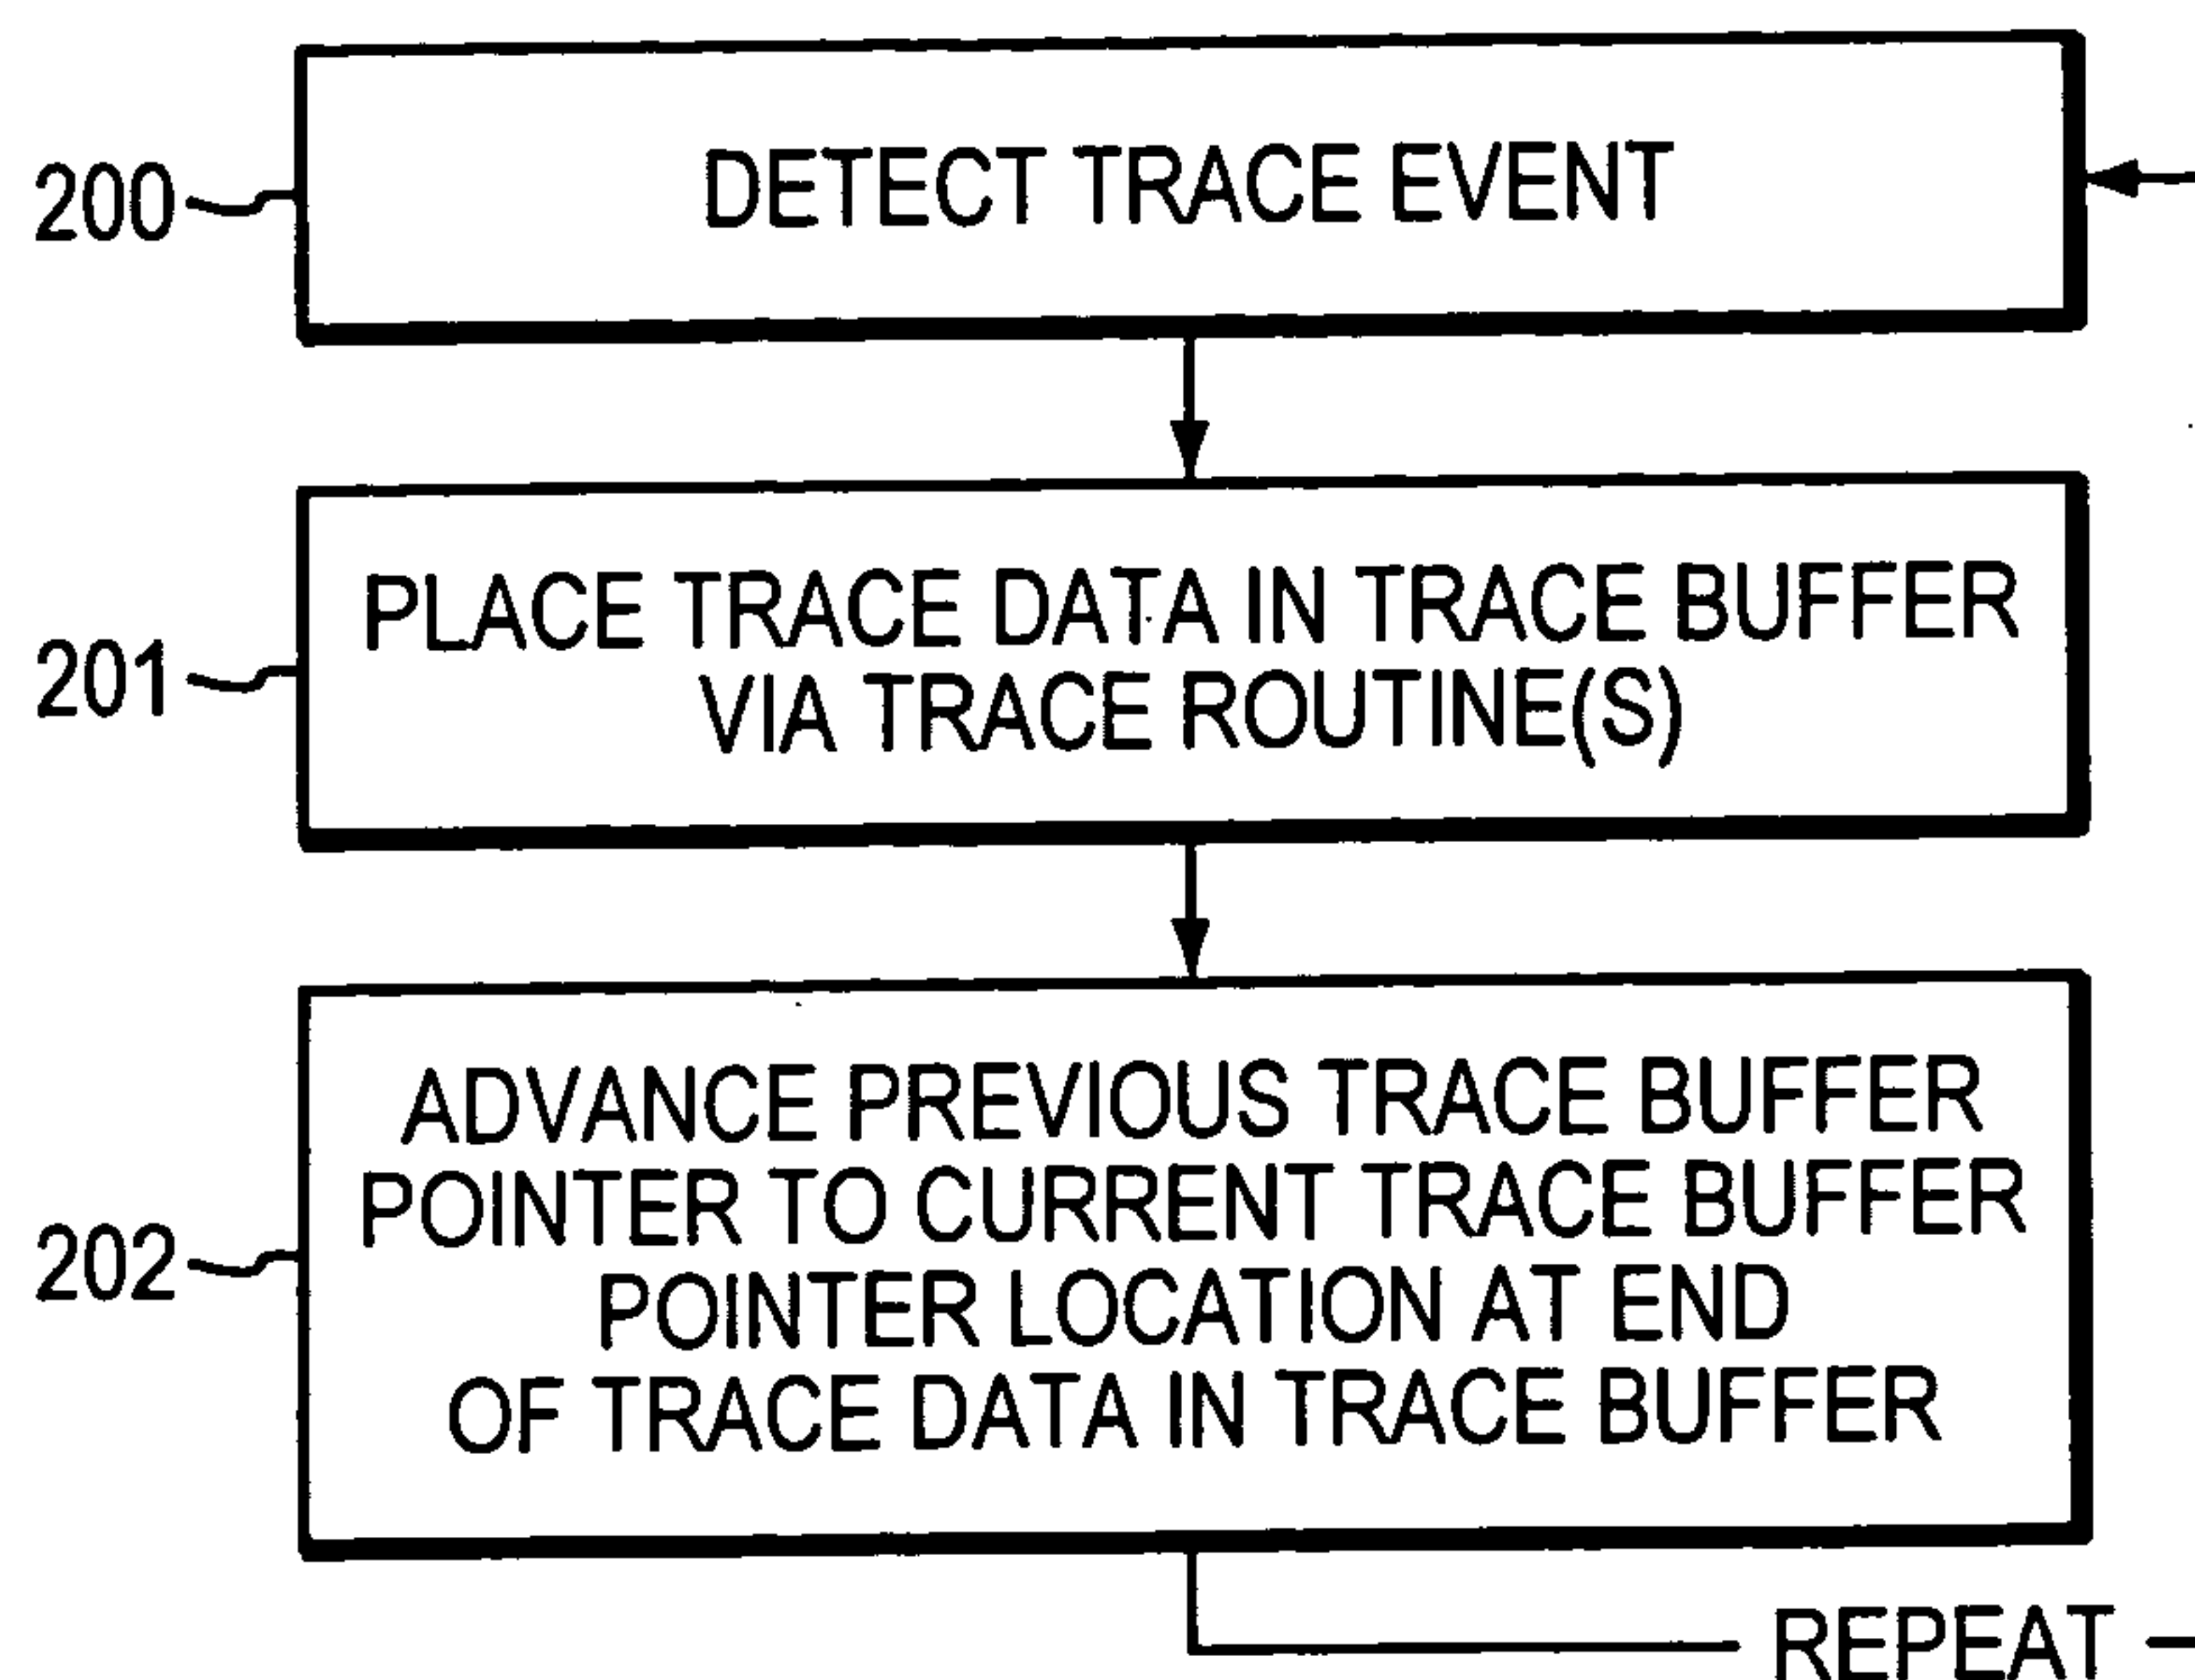 200
DETECT TRACE EVENT
201
PLACE TRACE DATA IN TRACE BUFFER
VIA TRACE ROUTINE(S)
202
ADVANCE PREVIOUS TRACE BUFFER
POINTER TO CURRENT TRACE BUFFER
POINTER LOCATION AT END
OF TRACE DATA IN TRACE BUFFER
REPEAT